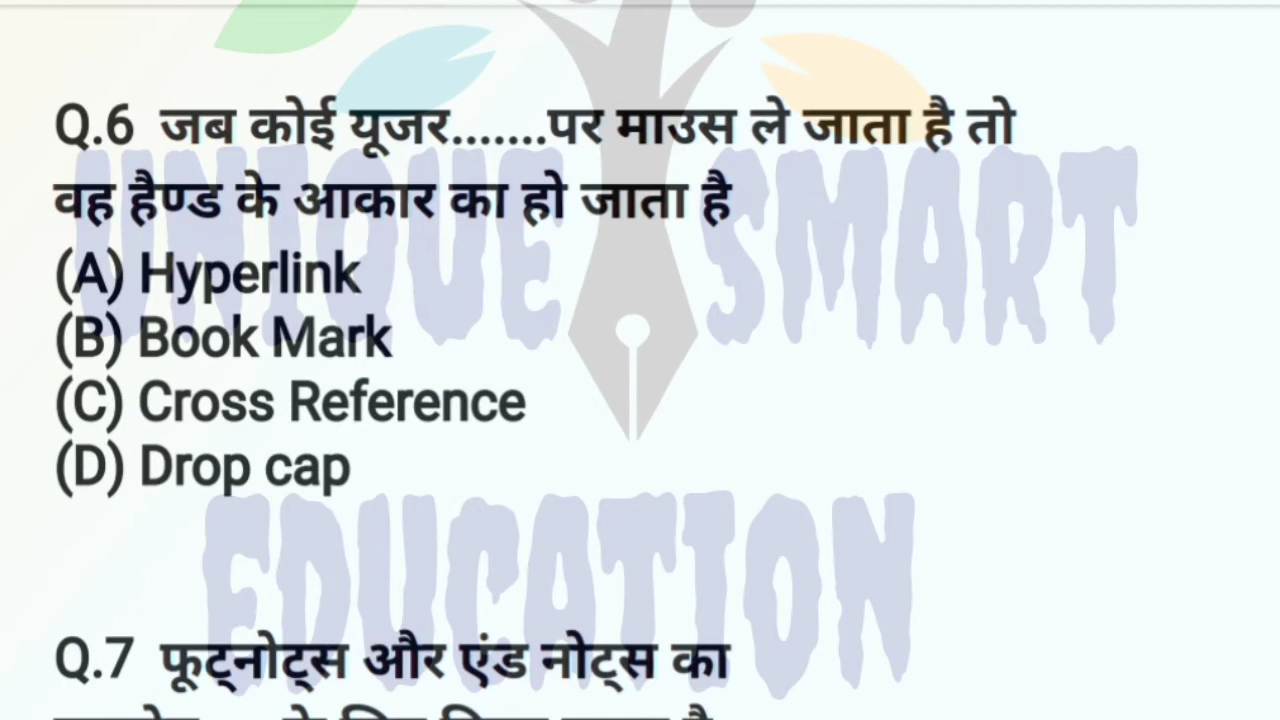 Q.6 जब कोई यूजर.......पर माउस ले जाता है तो
वह हैण्ड के आकार का हो जाता है
(A) Hyperlink
(B) Book Mark
(C) Cross Reference
(D) Drop cap
UNIQUE SMART
EDUCATION
Q.7 फूट्नोट्स और एंड नोट्स का